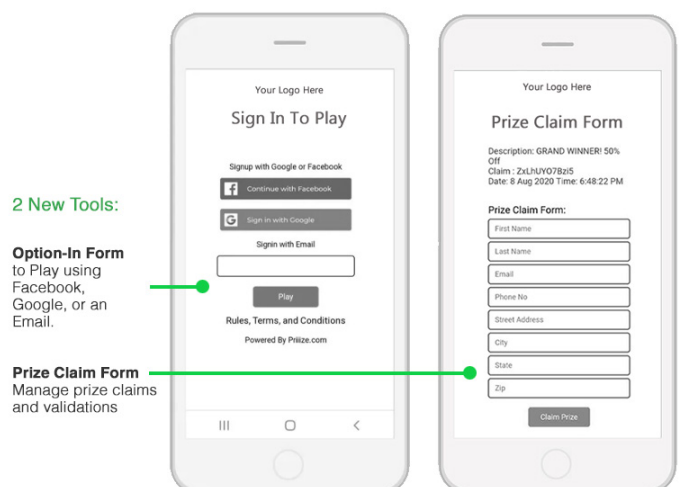 2 New Tools:
Option-In Form
to Play using
Facebook,
Google, or an
Email.
Prize Claim Form
Manage prize claims
and validations
Your Logo Here
Sign In To Play
Signup with Google or Facebook
Continue with Facebook
Sign in with Google
Signin with Email
Play
Rules, Terms, and Conditions
Powered By Priiize.com
Your Logo Here
Prize Claim Form
Description: GRAND WINNER! 50%
Off
Claim : ZxLhUYO7Bzi5
Date: 8 Aug 2020 Time: 6:48:22 PM
Prize Claim Form:
First Name
Last Name
Email
Phone No
Street Address
City
State
Zip
Claim Prize